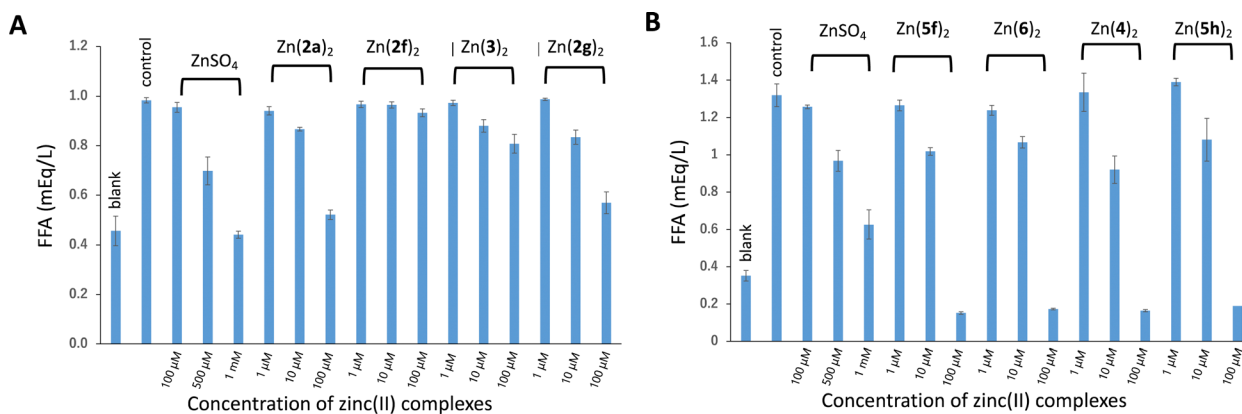 A
FFA (mEq/L)
1.2
1.0
0.8
0.6
0.4
0.2
0.0
blank
control
ZnSO4
Zn(2a)2
Zn(2f)2
| Zn(3)2
| Zn(2g)2
100 µM
500 µM
1 mM
1 µM
10 µM
100 µM
1 µM
10 µM
100 µM
1 µM
10 µM
100 µM
1 µM
10 µM
100 µM
Concentration of zinc(II) complexes
B
FFA (mEq/L)
1.6
1.4
1.2
1
0.8
0.6
0.4
0.2
0
blank
control
ZnSO4
Zn(5f)2
Zn(6)2
Zn(4)2
Zn(5h)2
100 µM
500 µM
1 mM
1 µM
10 µM
100 µM
1 µM
10 µM
100 µM
1 µM
10 µM
100 µM
1 µM
10 µM
100 µM
Concentration of zinc(II) complexes